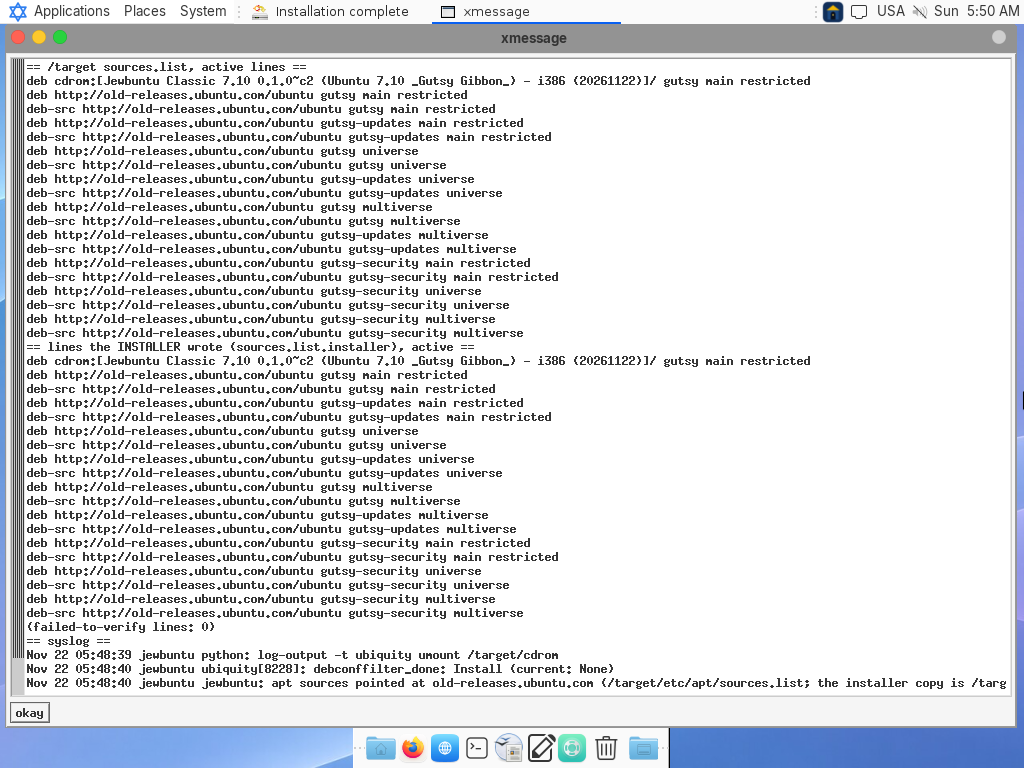 Applications Places System Installation complete xmessage USA Sun 5:50 AM
xmessage
== /target sources.list, active lines ==
deb cdrom:[Jewbuntu Classic 7.10 0.1.0~c2 (Ubuntu 7.10 _Gutsy Gibbon_) - i386 (20261122)]/ gutsy main restricted
deb http://old-releases.ubuntu.com/ubuntu gutsy main restricted
deb-src http://old-releases.ubuntu.com/ubuntu gutsy main restricted
deb http://old-releases.ubuntu.com/ubuntu gutsy-updates main restricted
deb-src http://old-releases.ubuntu.com/ubuntu gutsy-updates main restricted
deb http://old-releases.ubuntu.com/ubuntu gutsy universe
deb-src http://old-releases.ubuntu.com/ubuntu gutsy universe
deb http://old-releases.ubuntu.com/ubuntu gutsy-updates universe
deb-src http://old-releases.ubuntu.com/ubuntu gutsy-updates universe
deb http://old-releases.ubuntu.com/ubuntu gutsy multiverse
deb-src http://old-releases.ubuntu.com/ubuntu gutsy multiverse
deb http://old-releases.ubuntu.com/ubuntu gutsy-updates multiverse
deb-src http://old-releases.ubuntu.com/ubuntu gutsy-updates multiverse
deb http://old-releases.ubuntu.com/ubuntu gutsy-security main restricted
deb-src http://old-releases.ubuntu.com/ubuntu gutsy-security main restricted
deb http://old-releases.ubuntu.com/ubuntu gutsy-security universe
deb-src http://old-releases.ubuntu.com/ubuntu gutsy-security universe
deb http://old-releases.ubuntu.com/ubuntu gutsy-security multiverse
deb-src http://old-releases.ubuntu.com/ubuntu gutsy-security multiverse
== lines the INSTALLER wrote (sources.list.installer), active ==
deb cdrom:[Jewbuntu Classic 7.10 0.1.0~c2 (Ubuntu 7.10 _Gutsy Gibbon_) - i386 (20261122)]/ gutsy main restricted
deb http://old-releases.ubuntu.com/ubuntu gutsy main restricted
deb-src http://old-releases.ubuntu.com/ubuntu gutsy main restricted
deb http://old-releases.ubuntu.com/ubuntu gutsy-updates main restricted
deb-src http://old-releases.ubuntu.com/ubuntu gutsy-updates main restricted
deb http://old-releases.ubuntu.com/ubuntu gutsy universe
deb-src http://old-releases.ubuntu.com/ubuntu gutsy universe
deb http://old-releases.ubuntu.com/ubuntu gutsy-updates universe
deb-src http://old-releases.ubuntu.com/ubuntu gutsy-updates universe
deb http://old-releases.ubuntu.com/ubuntu gutsy multiverse
deb-src http://old-releases.ubuntu.com/ubuntu gutsy multiverse
deb http://old-releases.ubuntu.com/ubuntu gutsy-updates multiverse
deb-src http://old-releases.ubuntu.com/ubuntu gutsy-updates multiverse
deb http://old-releases.ubuntu.com/ubuntu gutsy-security main restricted
deb-src http://old-releases.ubuntu.com/ubuntu gutsy-security main restricted
deb http://old-releases.ubuntu.com/ubuntu gutsy-security universe
deb-src http://old-releases.ubuntu.com/ubuntu gutsy-security universe
deb http://old-releases.ubuntu.com/ubuntu gutsy-security multiverse
deb-src http://old-releases.ubuntu.com/ubuntu gutsy-security multiverse
(failed-to-verify lines: 0)
== syslog ==
Nov 22 05:48:39 jewbuntu python: log-output -t ubiquity umount /target/cdrom
Nov 22 05:48:40 jewbuntu ubiquity[8228]: debconffilter_done: Install (current: None)
Nov 22 05:48:40 jewbuntu jewbuntu: apt sources pointed at old-releases.ubuntu.com (/target/etc/apt/sources.list; the installer copy is /targ
okay